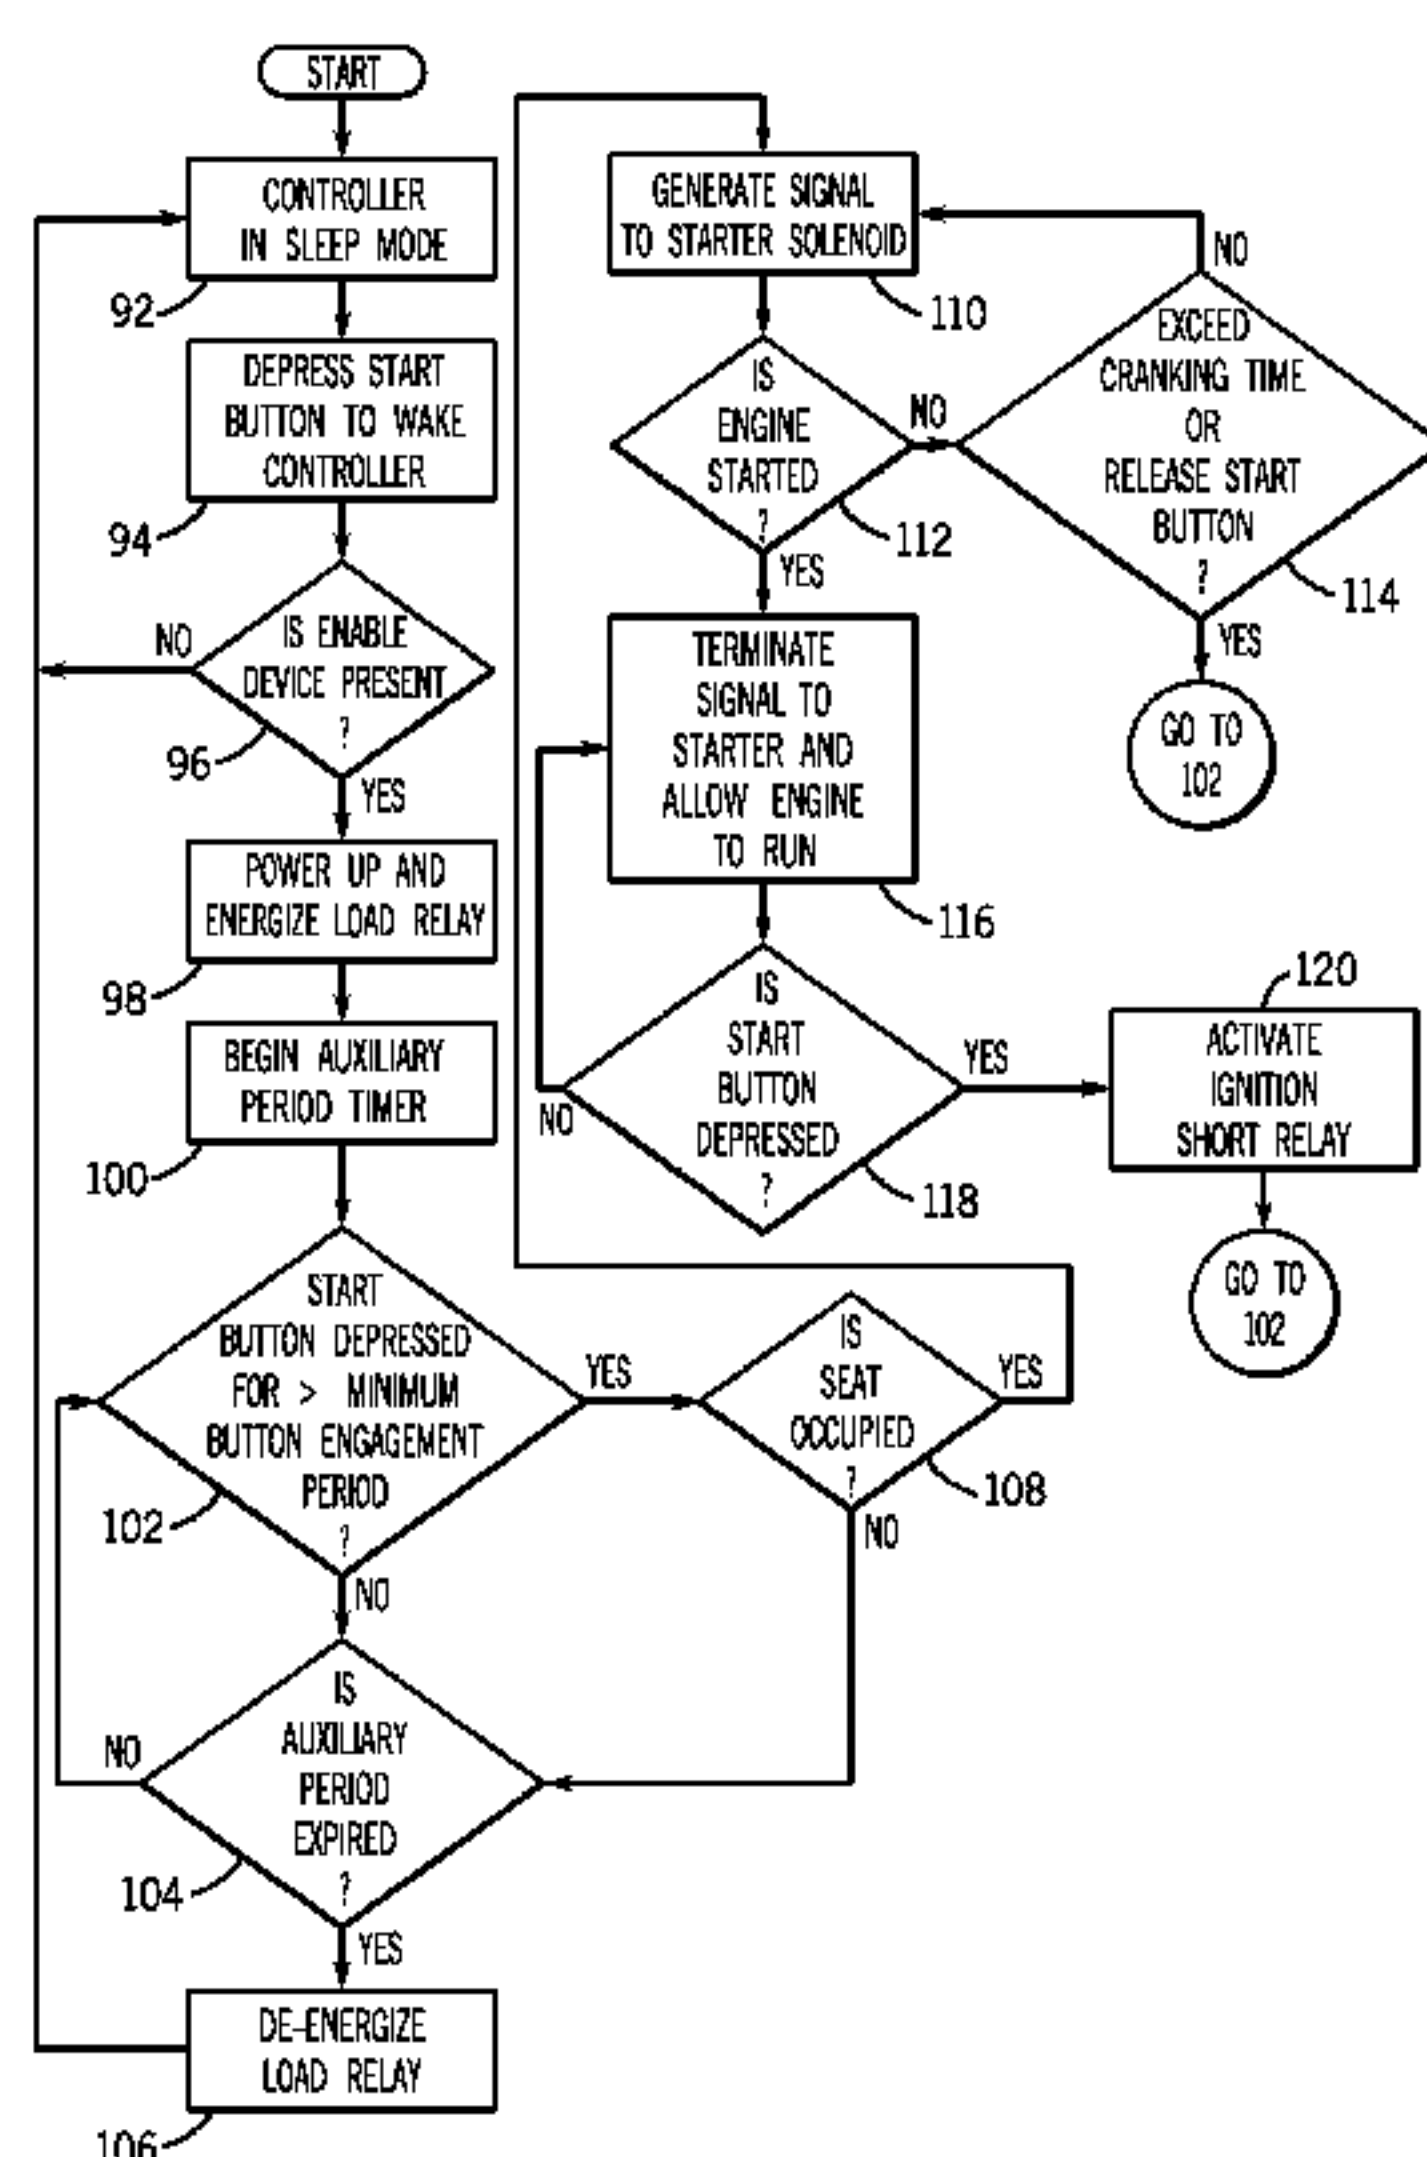 START
CONTROLLER
IN SLEEP MODE
92
DEPRESS START
BUTTON TO WAKE
CONTROLLER
94
IS ENABLE
DEVICE PRESENT
?
NO
96
YES
POWER UP AND
ENERGIZE LOAD RELAY
98
BEGIN AUXILIARY
PERIOD TIMER
100
START
BUTTON DEPRESSED
FOR > MINIMUM
BUTTON ENGAGEMENT
PERIOD
?
102
YES
NO
IS
AUXILIARY
PERIOD
EXPIRED
?
NO
104
YES
DE-ENERGIZE
LOAD RELAY
106
IS
SEAT
OCCUPIED
?
YES
108
NO
GENERATE SIGNAL
TO STARTER SOLENOID
110
IS
ENGINE
STARTED
?
NO
112
YES
EXCEED
CRANKING TIME
OR
RELEASE START
BUTTON
?
NO
114
YES
GO TO
102
TERMINATE
SIGNAL TO
STARTER AND
ALLOW ENGINE
TO RUN
116
IS
START
BUTTON
DEPRESSED
?
NO
YES
118
120
ACTIVATE
IGNITION
SHORT RELAY
GO TO
102